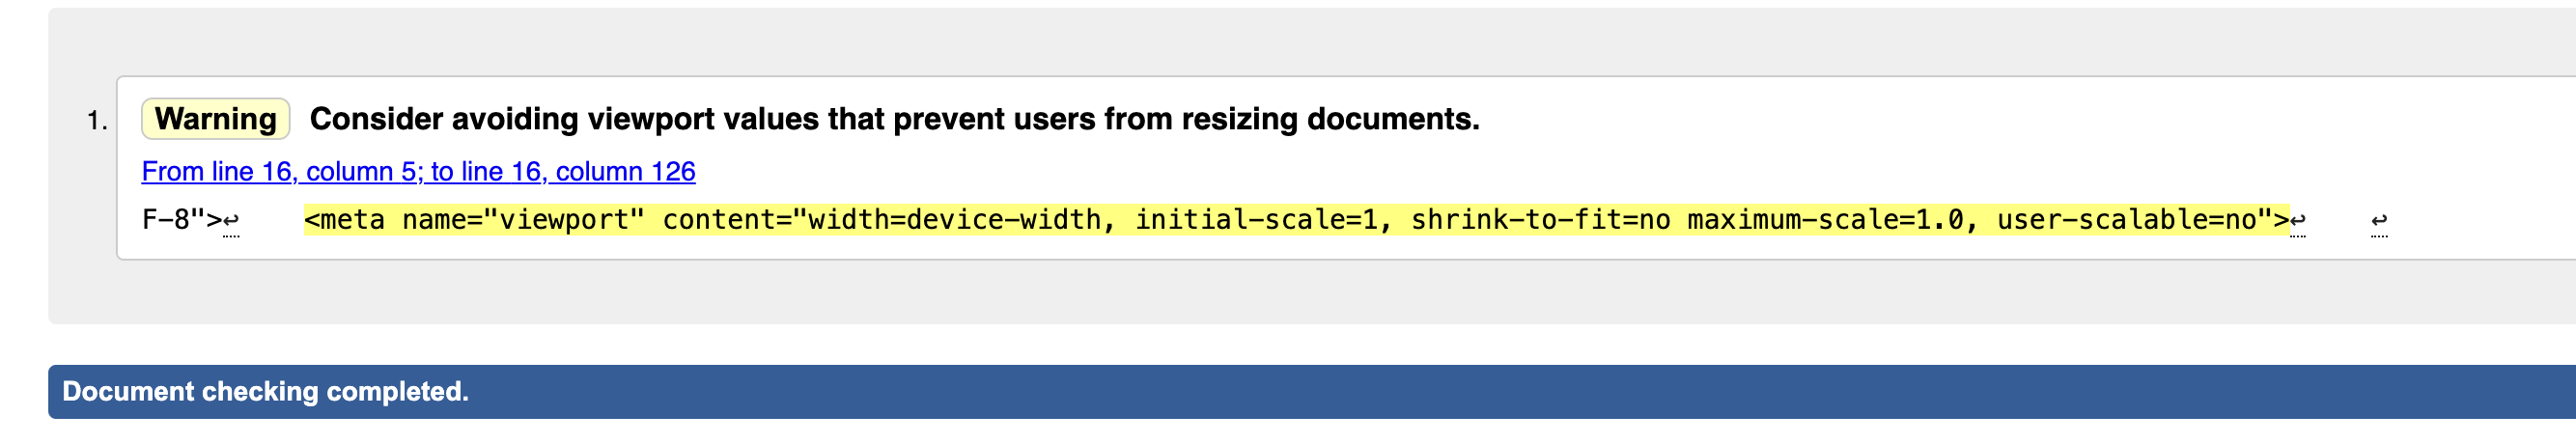 1. Warning Consider avoiding viewport values that prevent users from resizing documents.
From line 16, column 5; to line 16, column 126
F-8">↩    <meta name="viewport" content="width=device-width, initial-scale=1, shrink-to-fit=no maximum-scale=1.0, user-scalable=no">↩    ↩
Document checking completed.